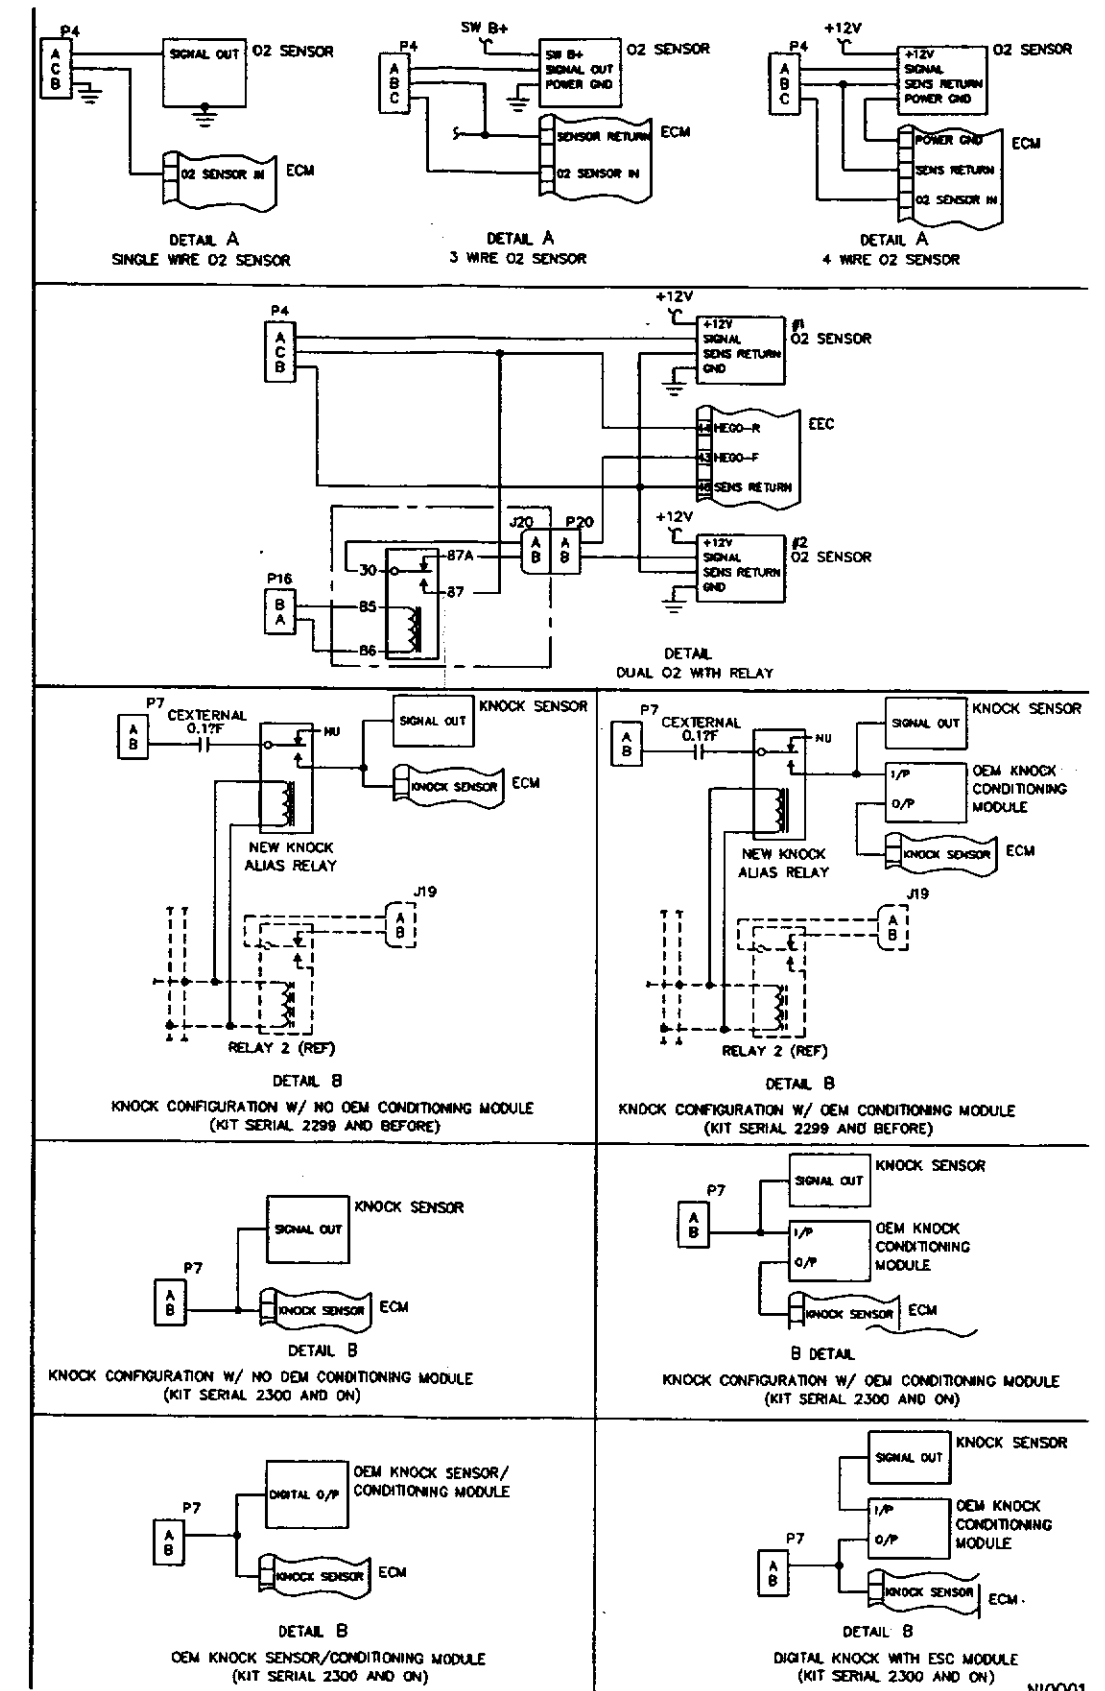 P4
A
C
B
SIGNAL OUT
O2 SENSOR
O2 SENSOR IN
ECM
DETAIL A
SINGLE WIRE O2 SENSOR
SW B+
P4
A
B
C
SW B+
SIGNAL OUT
POWER GND
O2 SENSOR
SENSOR RETURN
O2 SENSOR IN
ECM
DETAIL A
3 WIRE O2 SENSOR
+12V
P4
A
B
C
+12V
SIGNAL
SENS RETURN
POWER GND
O2 SENSOR
POWER GND
SENS RETURN
O2 SENSOR IN
ECM
DETAIL A
4 WIRE O2 SENSOR
P4
A
C
B
+12V
+12V
SIGNAL
SENS RETURN
GND
#1
O2 SENSOR
44 HEGO-R
43 HEGO-F
SENS RETURN
EEC
J20
A
B
P20
A
B
+12V
+12V
SIGNAL
SENS RETURN
GND
#2
O2 SENSOR
P16
B
A
30
87A
87
85
86
DETAIL
DUAL O2 WITH RELAY
P7
A
B
CEXTERNAL
0.1?F
NU
SIGNAL OUT
KNOCK SENSOR
KNOCK SENSOR
ECM
NEW KNOCK
ALIAS RELAY
J19
A
B
RELAY 2 (REF)
DETAIL B
KNOCK CONFIGURATION W/ NO OEM CONDITIONING MODULE
(KIT SERIAL 2299 AND BEFORE)
P7
A
B
CEXTERNAL
0.1?F
NU
SIGNAL OUT
KNOCK SENSOR
I/P
O/P
OEM KNOCK
CONDITIONING
MODULE
KNOCK SENSOR
ECM
NEW KNOCK
ALIAS RELAY
J19
A
B
RELAY 2 (REF)
DETAIL B
KNOCK CONFIGURATION W/ OEM CONDITIONING MODULE
(KIT SERIAL 2299 AND BEFORE)
SIGNAL OUT
KNOCK SENSOR
P7
A
B
KNOCK SENSOR
ECM
DETAIL B
KNOCK CONFIGURATION W/ NO OEM CONDITIONING MODULE
(KIT SERIAL 2300 AND ON)
P7
A
B
SIGNAL OUT
KNOCK SENSOR
I/P
O/P
OEM KNOCK
CONDITIONING
MODULE
KNOCK SENSOR
ECM
B DETAIL
KNOCK CONFIGURATION W/ OEM CONDITIONING MODULE
(KIT SERIAL 2300 AND ON)
DIGITAL O/P
OEM KNOCK SENSOR/
CONDITIONING MODULE
P7
A
B
KNOCK SENSOR
ECM
DETAIL B
OEM KNOCK SENSOR/CONDITIONING MODULE
(KIT SERIAL 2300 AND ON)
SIGNAL OUT
KNOCK SENSOR
I/P
O/P
OEM KNOCK
CONDITIONING
MODULE
P7
A
B
KNOCK SENSOR
ECM.
DETAIL B
DIGITAL KNOCK WITH ESC MODULE
(KIT SERIAL 2300 AND ON)